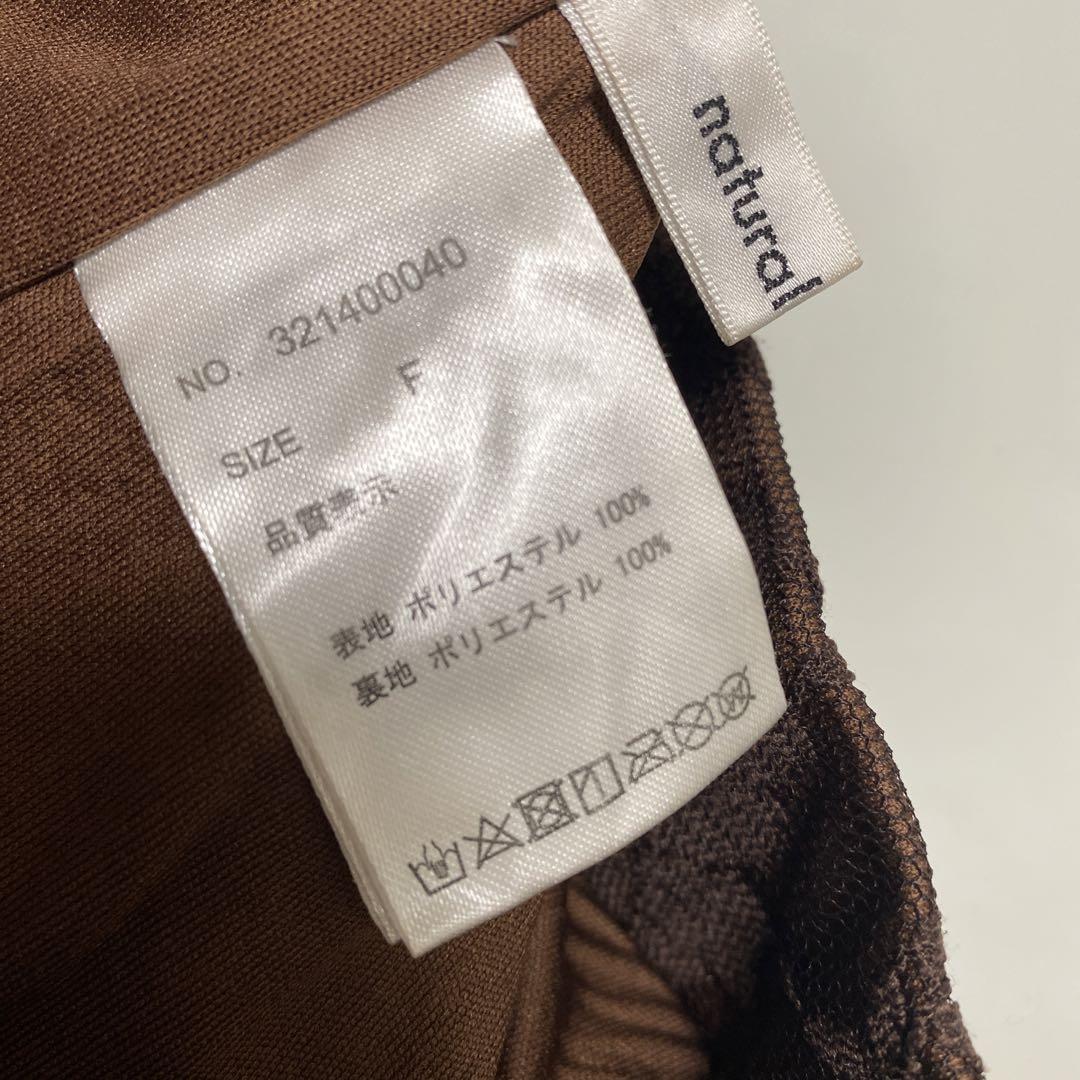 natural
NO. 321400040
SIZE F
品質表示
表地 ポリエステル 100%
裏地 ポリエステル 100%